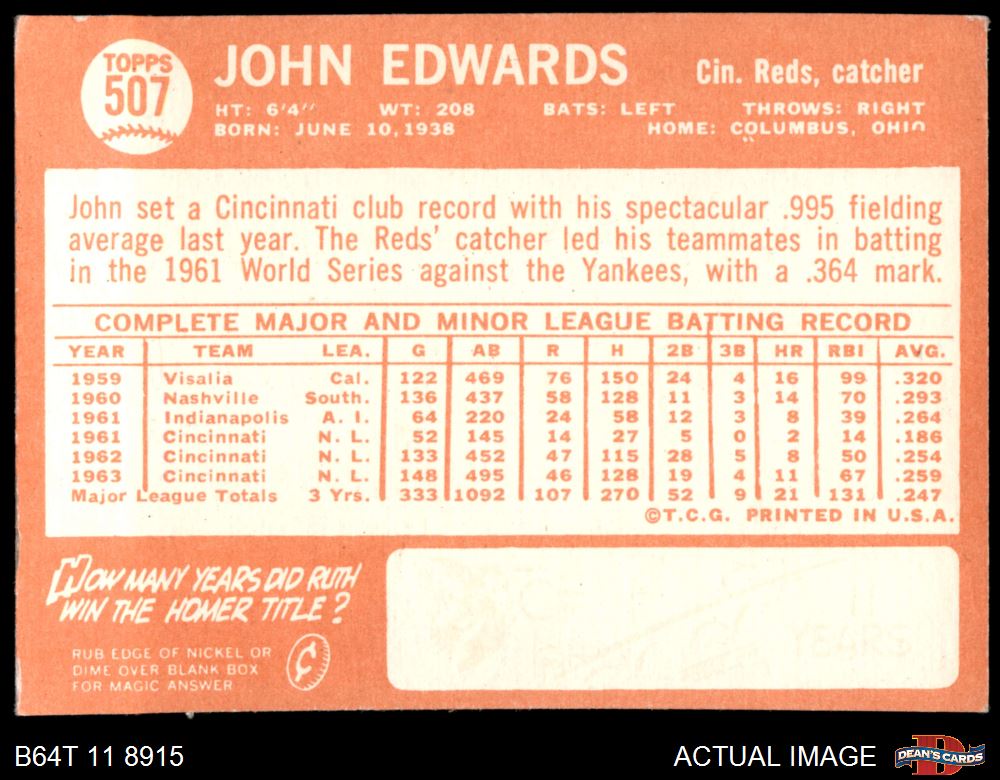 TOPPS
507
JOHN EDWARDS
Cin. Reds, catcher
HT: 6'4" WT: 208 BATS: LEFT THROWS: RIGHT
BORN: JUNE 10, 1938 HOME: COLUMBUS, OHIO
John set a Cincinnati club record with his spectacular .995 fielding
average last year. The Reds' catcher led his teammates in batting
in the 1961 World Series against the Yankees, with a .364 mark.
COMPLETE MAJOR AND MINOR LEAGUE BATTING RECORD
YEAR TEAM LEA. G AB R H 2B 3B HR RBI AVG.
1959 Visalia Cal. 122 469 76 150 24 4 16 99 .320
1960 Nashville South. 136 437 58 128 11 3 14 70 .293
1961 Indianapolis A. I. 64 220 24 58 12 3 8 39 .264
1961 Cincinnati N. L. 52 145 14 27 5 0 2 14 .186
1962 Cincinnati N. L. 133 452 47 115 28 5 8 50 .254
1963 Cincinnati N. L. 148 495 46 128 19 4 11 67 .259
Major League Totals 3 Yrs. 333 1092 107 270 52 9 21 131 .247
©T.C.G. PRINTED IN U.S.A.
HOW MANY YEARS DID RUTH
WIN THE HOMER TITLE?
RUB EDGE OF NICKEL OR
DIME OVER BLANK BOX
FOR MAGIC ANSWER
¢
11
YEARS
B64T 11 8915
ACTUAL IMAGE
DEAN'S CARDS